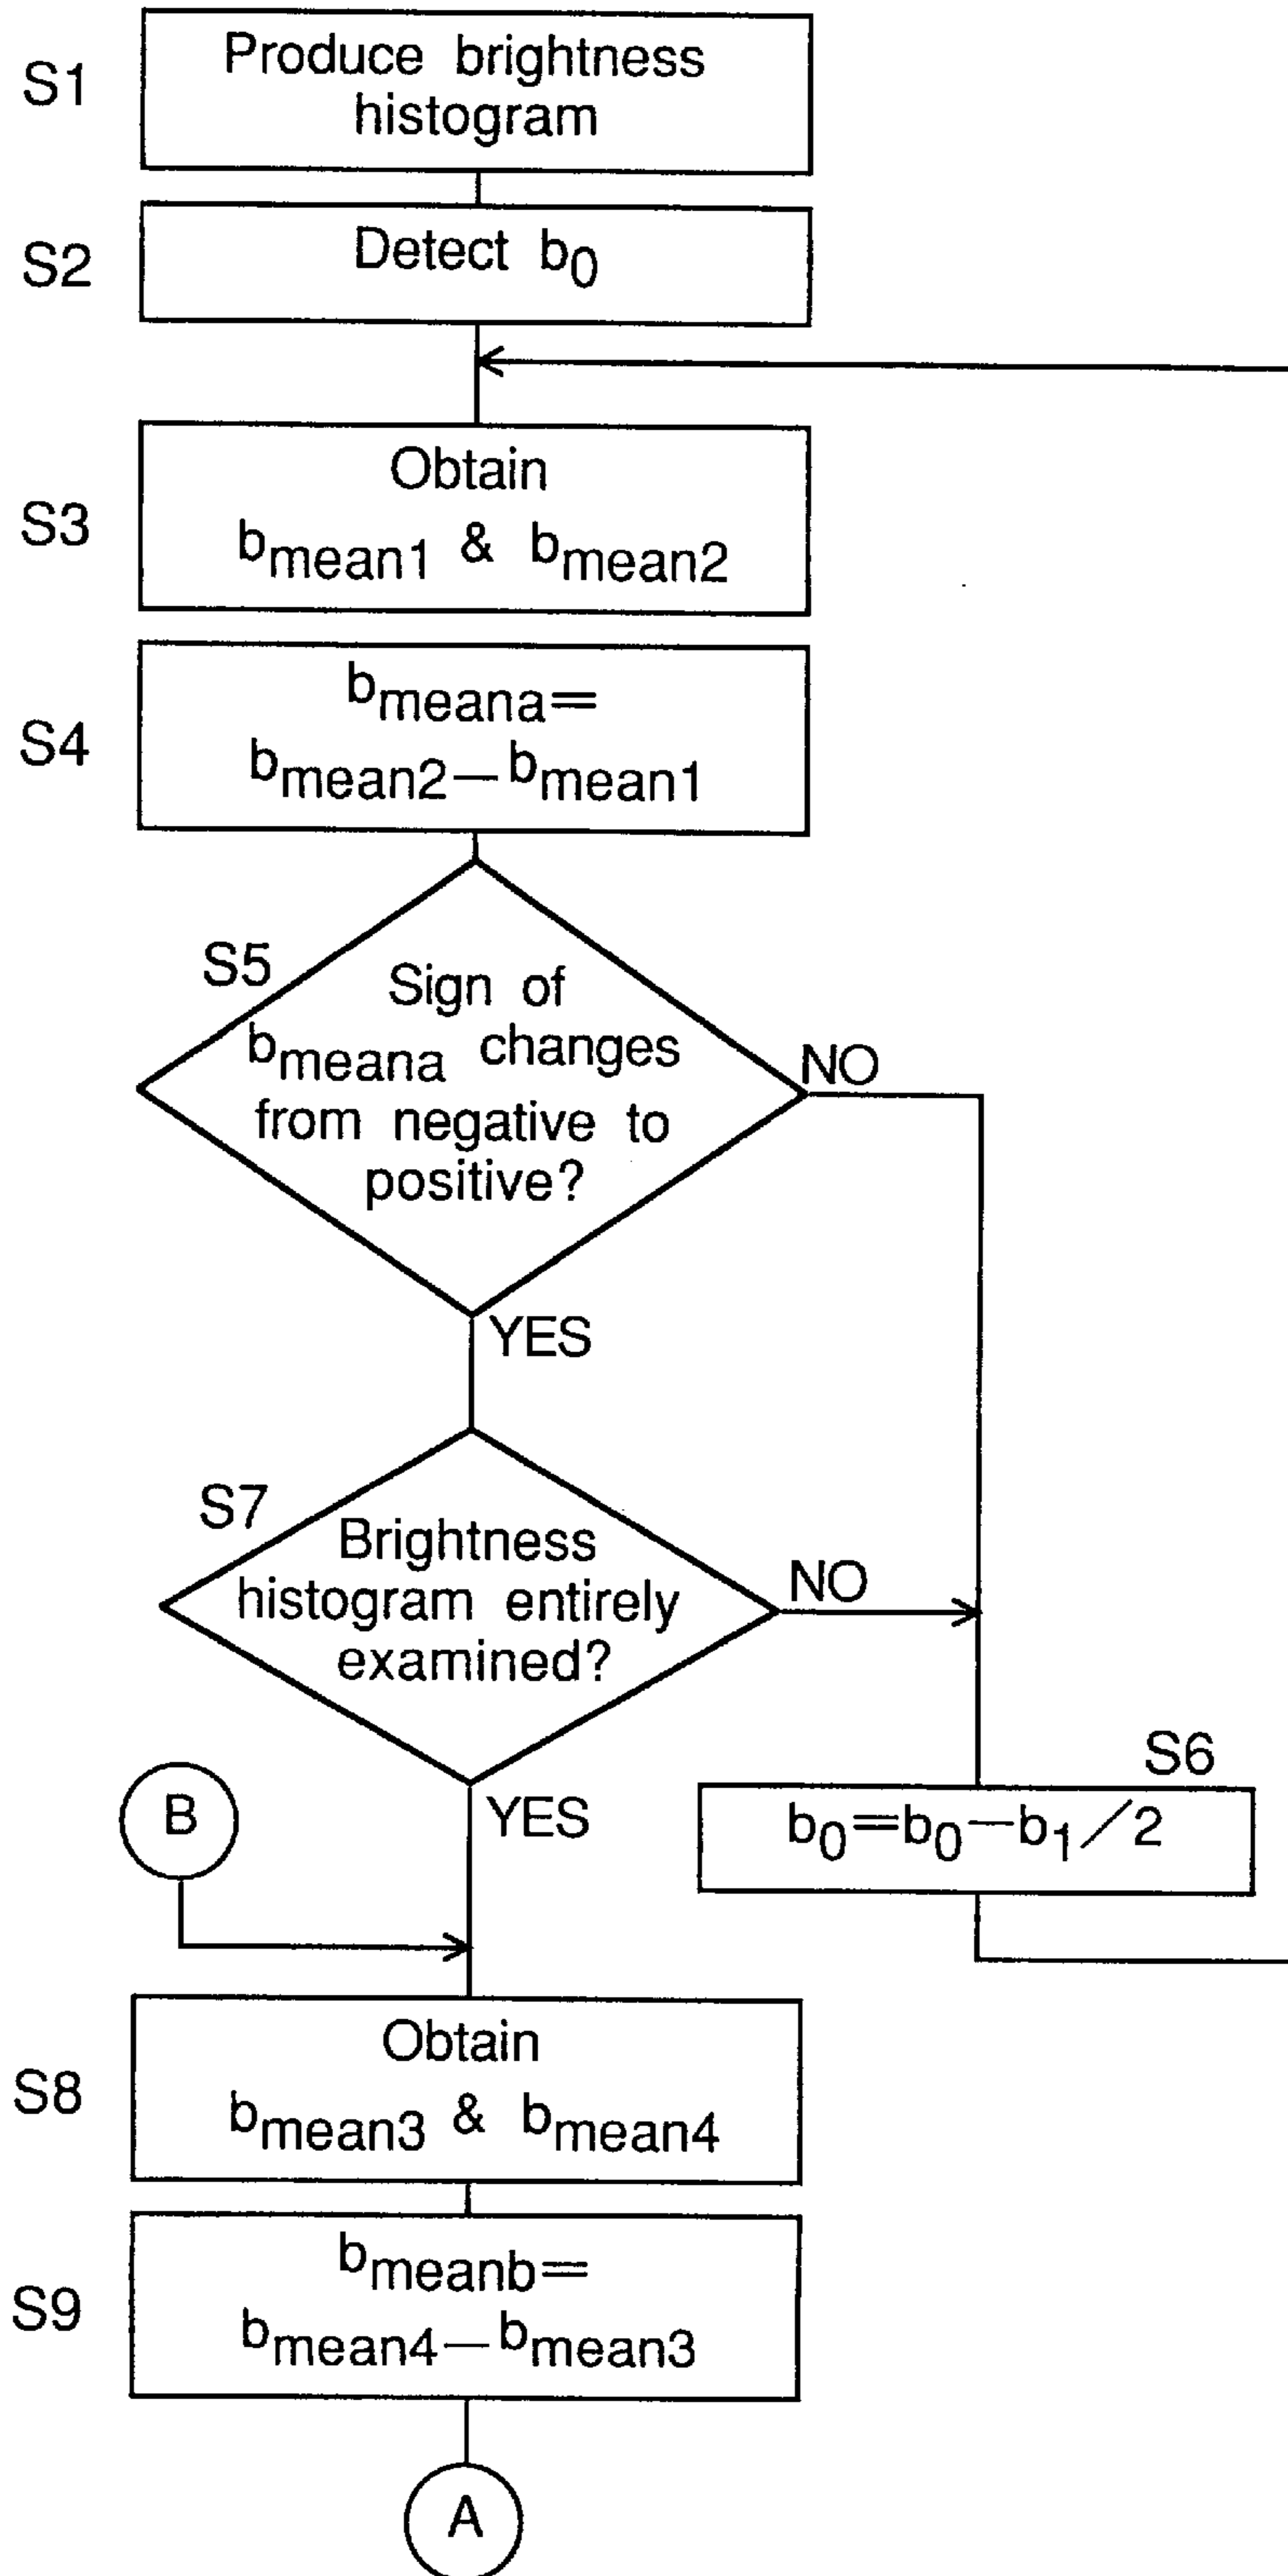 S1
Produce brightness
histogram
S2
Detect b0
S3
Obtain
bmean1 & bmean2
S4
bmeana=
bmean2−bmean1
S5
Sign of
bmeana changes
from negative to
positive?
NO
YES
S7
Brightness
histogram entirely
examined?
NO
YES
S6
b0=b0−b1/2
B
S8
Obtain
bmean3 & bmean4
S9
bmeanb=
bmean4−bmean3
A